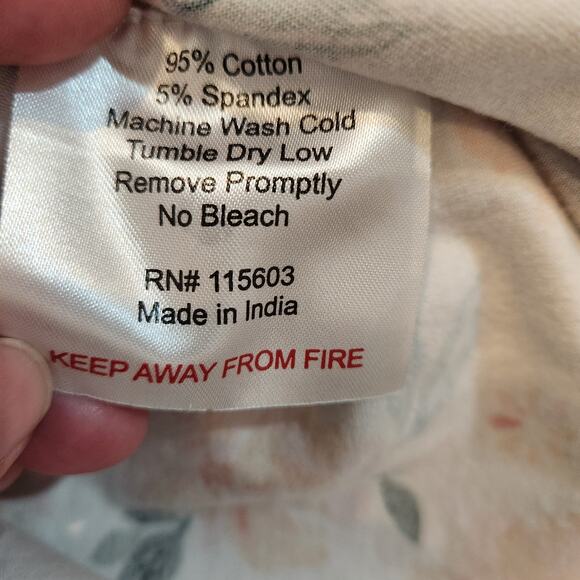 95% Cotton
5% Spandex
Machine Wash Cold
Tumble Dry Low
Remove Promptly
No Bleach
RN# 115603
Made in India
KEEP AWAY FROM FIRE